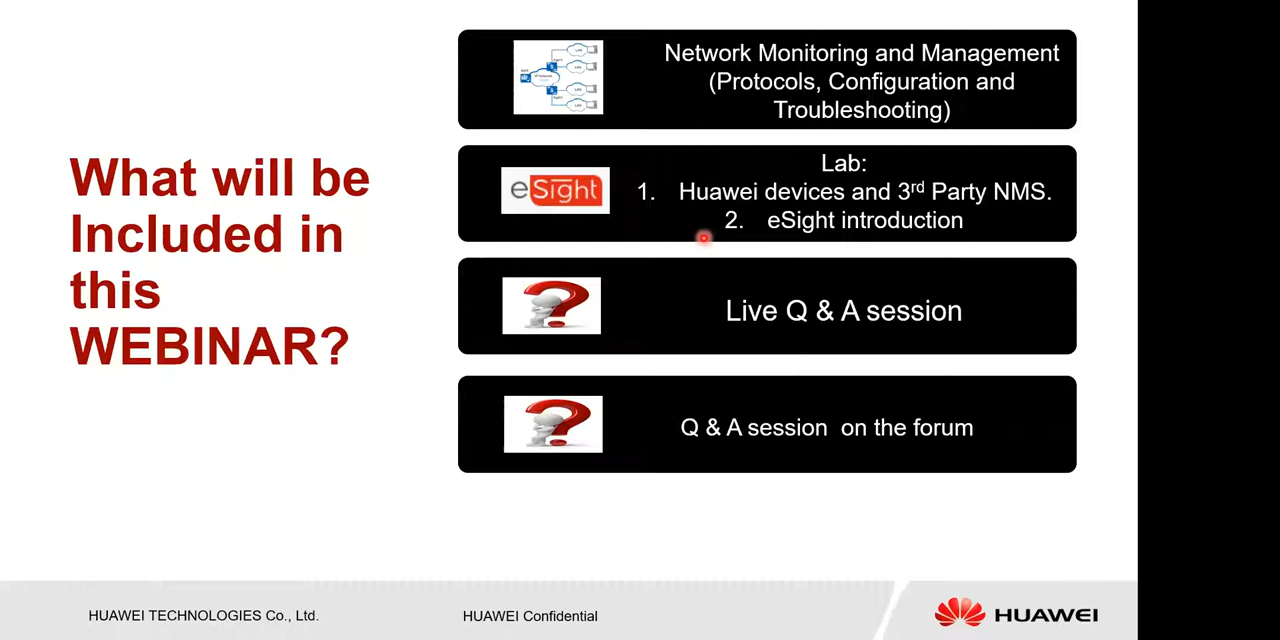 What will be
Included in
this
WEBINAR?
Network Monitoring and Management
(Protocols, Configuration and
Troubleshooting)
eSight
Lab:
1. Huawei devices and 3rd Party NMS.
2. eSight introduction
Live Q & A session
Q & A session on the forum
HUAWEI TECHNOLOGIES Co., Ltd.
HUAWEI Confidential
HUAWEI